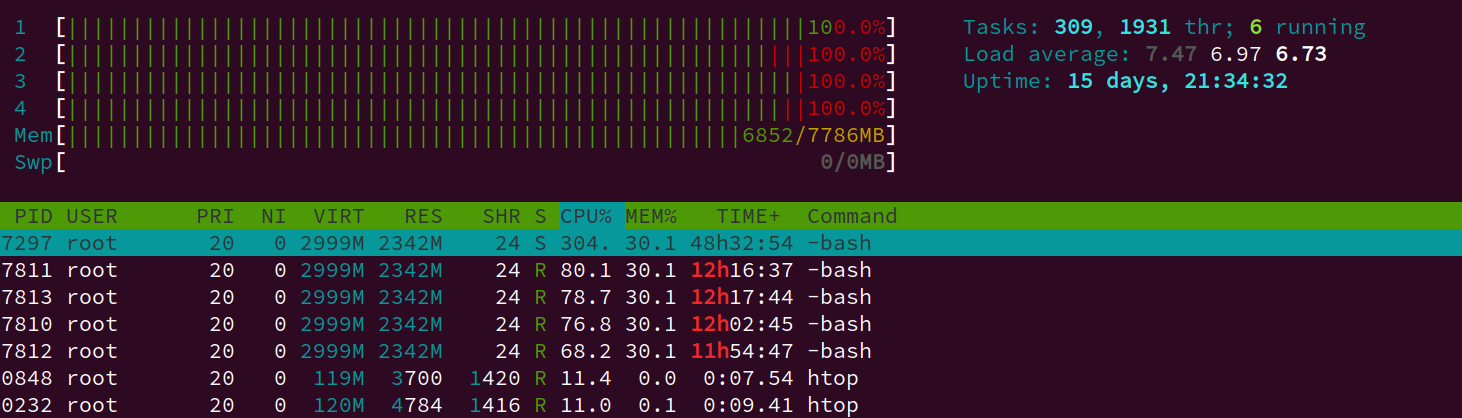 1 [||||||||||||||||||||||||||||||||||||||||||||||||||||||||100.0%] Tasks: 309, 1931 thr; 6 running
2 [||||||||||||||||||||||||||||||||||||||||||||||||||||||||100.0%] Load average: 7.47 6.97 6.73
3 [||||||||||||||||||||||||||||||||||||||||||||||||||||||||100.0%] Uptime: 15 days, 21:34:32
4 [||||||||||||||||||||||||||||||||||||||||||||||||||||||||100.0%]
Mem[||||||||||||||||||||||||||||||||||||||||||||||||||||6852/7786MB]
Swp[ 0/0MB]
PID USER PRI NI VIRT RES SHR S CPU% MEM% TIME+ Command
7297 root 20 0 2999M 2342M 24 S 304. 30.1 48h32:54 -bash
7811 root 20 0 2999M 2342M 24 R 80.1 30.1 12h16:37 -bash
7813 root 20 0 2999M 2342M 24 R 78.7 30.1 12h17:44 -bash
7810 root 20 0 2999M 2342M 24 R 76.8 30.1 12h02:45 -bash
7812 root 20 0 2999M 2342M 24 R 68.2 30.1 11h54:47 -bash
0848 root 20 0 119M 3700 1420 R 11.4 0.0 0:07.54 htop
0232 root 20 0 120M 4784 1416 R 11.0 0.1 0:09.41 htop